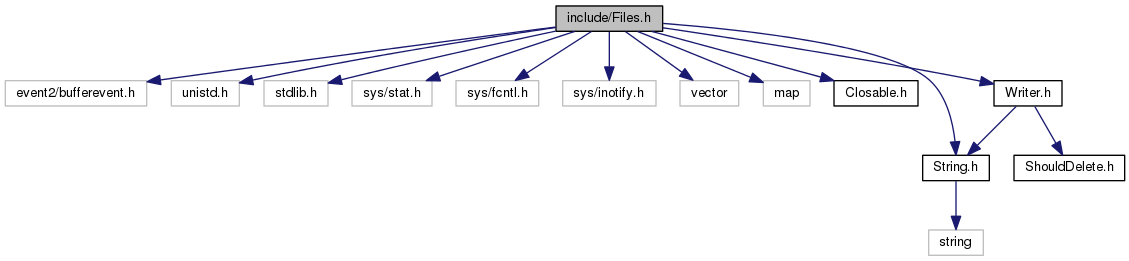 include/Files.h
event2/bufferevent.h
unistd.h
stdlib.h
sys/stat.h
sys/fcntl.h
sys/inotify.h
vector
map
Closable.h
Writer.h
String.h
ShouldDelete.h
string